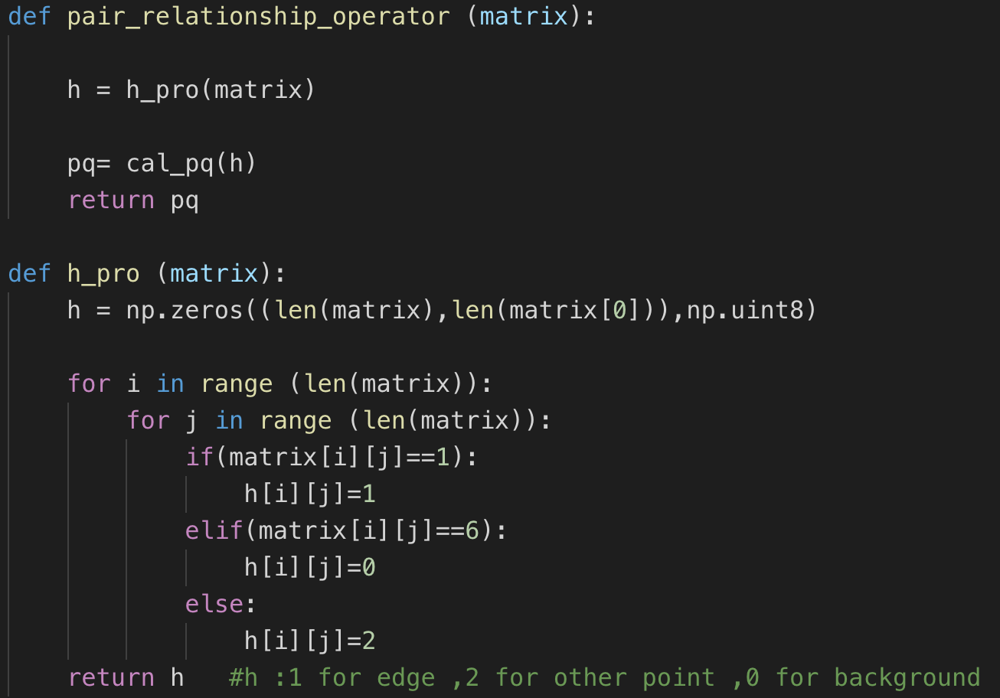 def pair_relationship_operator (matrix):
    h = h_pro(matrix)
    pq= cal_pq(h)
    return pq
def h_pro (matrix):
    h = np.zeros((len(matrix),len(matrix[0])),np.uint8)
    for i in range (len(matrix)):
        for j in range (len(matrix)):
            if(matrix[i][j]==1):
                h[i][j]=1
            elif(matrix[i][j]==6):
                h[i][j]=0
            else:
                h[i][j]=2
    return h   #h :1 for edge ,2 for other point ,0 for background